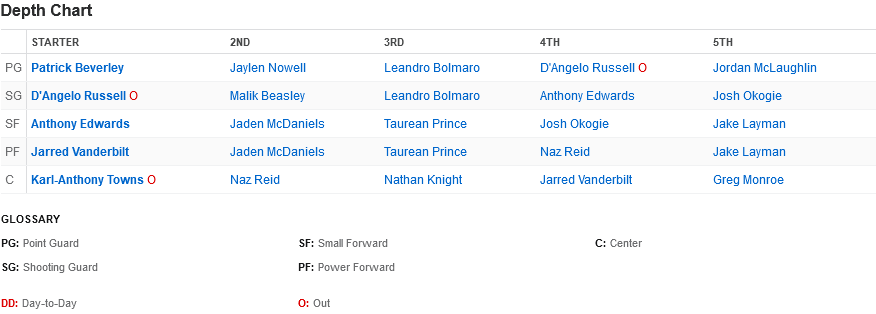 Depth Chart
STARTER 2ND 3RD 4TH 5TH
PG Patrick Beverley Jaylen Nowell Leandro Bolmaro D'Angelo Russell O Jordan McLaughlin
SG D'Angelo Russell O Malik Beasley Leandro Bolmaro Anthony Edwards Josh Okogie
SF Anthony Edwards Jaden McDaniels Taurean Prince Josh Okogie Jake Layman
PF Jarred Vanderbilt Jaden McDaniels Taurean Prince Naz Reid Jake Layman
C Karl-Anthony Towns O Naz Reid Nathan Knight Jarred Vanderbilt Greg Monroe
GLOSSARY
PG: Point Guard SF: Small Forward C: Center
SG: Shooting Guard PF: Power Forward
DD: Day-to-Day O: Out